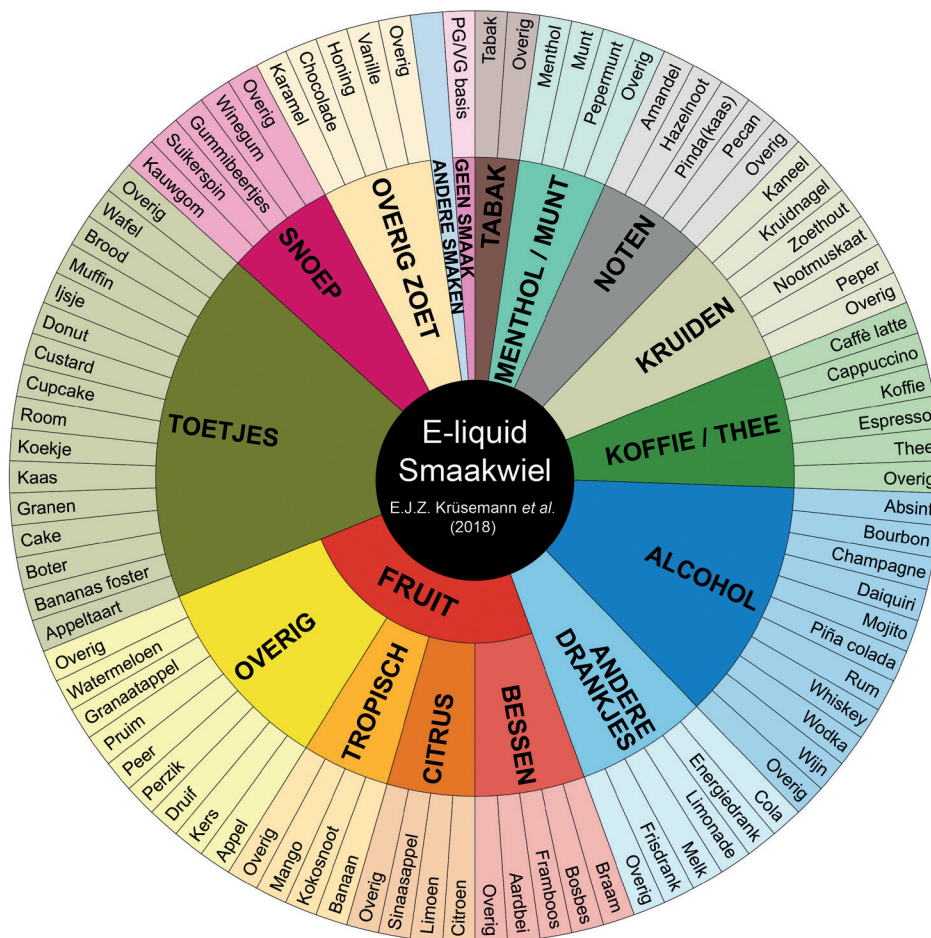 E-liquid
Smaakwiel
E.J.Z. Krüsemann et al.
(2018)
TABAK
Tabak
Overig
MENTHOL / MUNT
Menthol
Munt
Pepermunt
Overig
NOTEN
Amandel
Hazelnoot
Pinda(kaas)
Pecan
Overig
KRUIDEN
Kaneel
Kruidnagel
Zoethout
Nootmuskaat
Peper
Overig
KOFFIE / THEE
Caffè latte
Cappuccino
Koffie
Espresso
Thee
Overig
ALCOHOL
Absint
Bourbon
Champagne
Daiquiri
Mojito
Piña colada
Rum
Whiskey
Wodka
Wijn
Overig
ANDERE
DRANKJES
Cola
Energiedrank
Limonade
Melk
Frisdrank
Overig
FRUIT
BESSEN
Braam
Bosbes
Framboos
Aardbei
Overig
CITRUS
Citroen
Limoen
Sinaasappel
Overig
TROPISCH
Banaan
Kokosnoot
Mango
Overig
OVERIG
Appel
Kers
Druif
Perzik
Peer
Pruim
Granaatappel
Watermeloen
Overig
TOETJES
Appeltaart
Bananas foster
Boter
Cake
Granen
Kaas
Koekje
Room
Cupcake
Custard
Donut
Ijsje
Muffin
Brood
Wafel
Overig
SNOEP
Kauwgom
Suikerspin
Gummibeertjes
Winegum
Overig
OVERIG ZOET
Karamel
Chocolade
Honing
Vanille
Overig
ANDERE SMAKEN
GEEN SMAAK
PG/VG basis